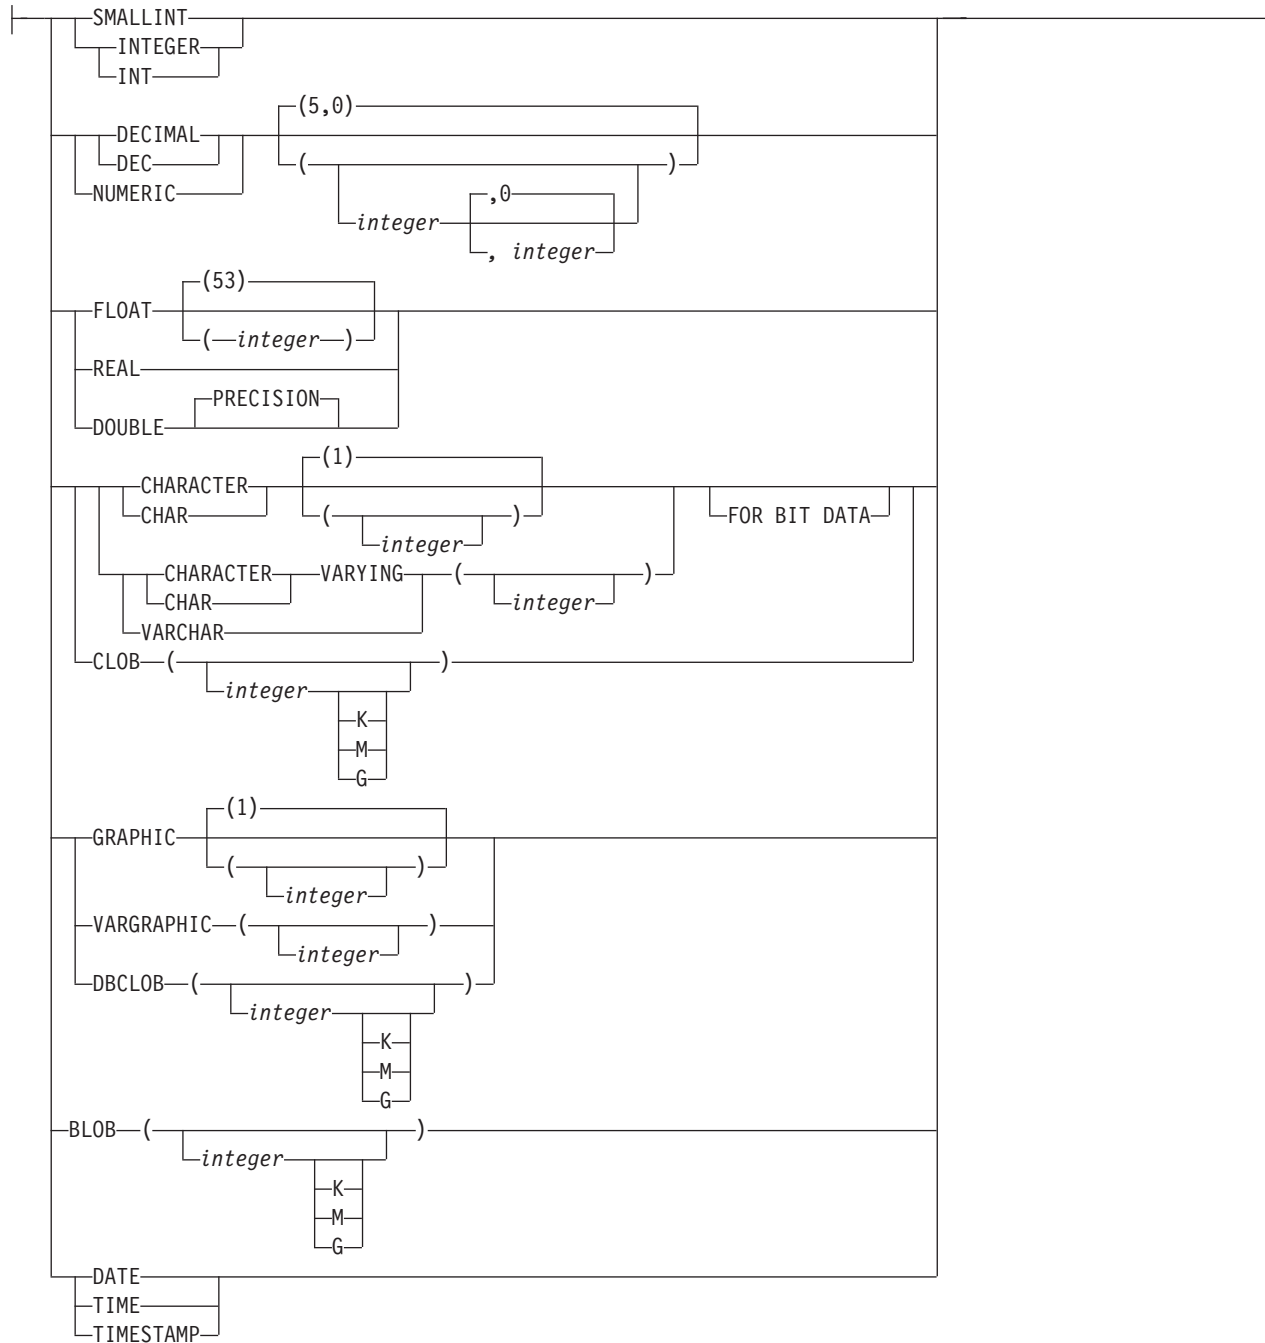 SMALLINT
INTEGER
INT
(5,0)
DECIMAL
DEC ( )
NUMERIC ,0
integer
, integer
(53)
FLOAT
( integer )
REAL
PRECISION
DOUBLE
(1)
CHARACTER
CHAR ( ) FOR BIT DATA
integer
CHARACTER VARYING ( )
CHAR integer
VARCHAR
CLOB ( )
integer
K
M
G
(1)
GRAPHIC
( )
integer
VARGRAPHIC ( )
integer
DBCLOB ( )
integer
K
M
G
BLOB ( )
integer
K
M
G
DATE
TIME
TIMESTAMP